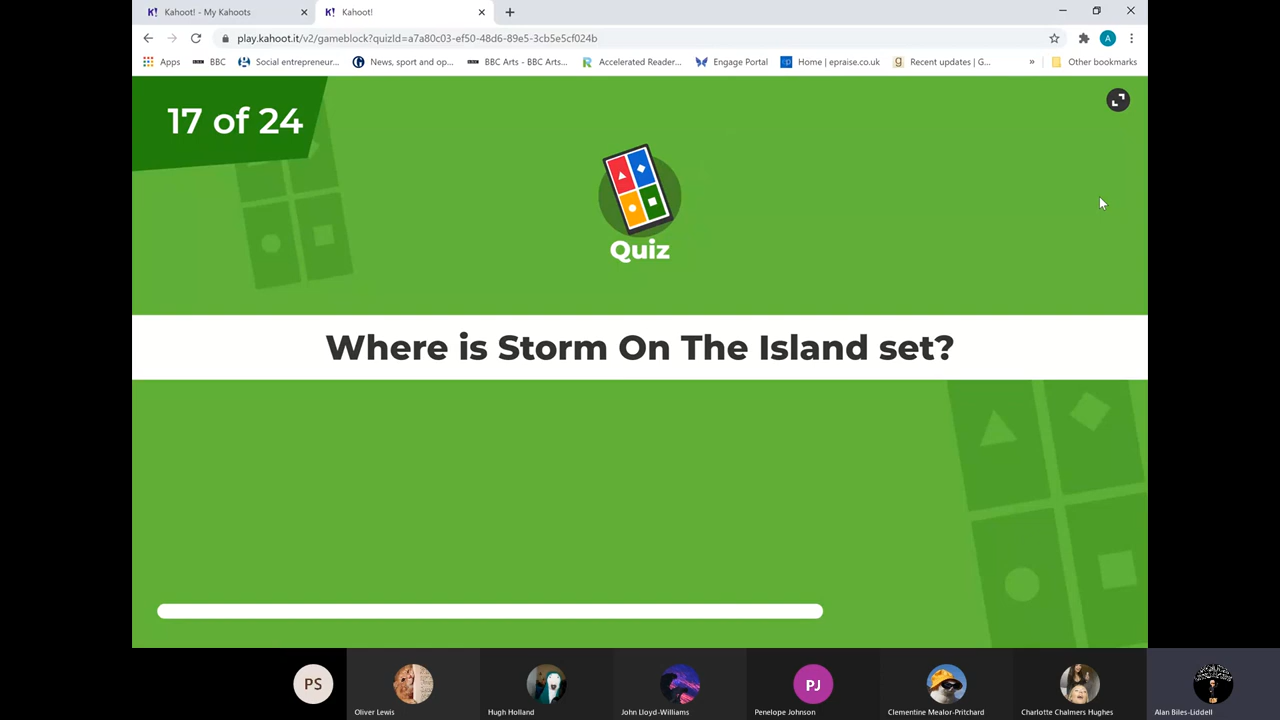 Kahoot! - My Kahoots
Kahoot!
play.kahoot.it/v2/gameblock?quizId=a7a80c03-ef50-48d6-89e5-3cb5e5cf024b
A
Apps
BBC
Social entrepreneur...
News, sport and op...
BBC Arts - BBC Arts...
Accelerated Reader...
Engage Portal
Home | epraise.co.uk
Recent updates | G...
»
Other bookmarks
17 of 24
Quiz
Where is Storm On The Island set?
PS
PJ
Oliver Lewis
Hugh Holland
John Lloyd-Williams
Penelope Johnson
Clementine Mealor-Pritchard
Charlotte Chalmers Hughes
Alan Biles-Liddell